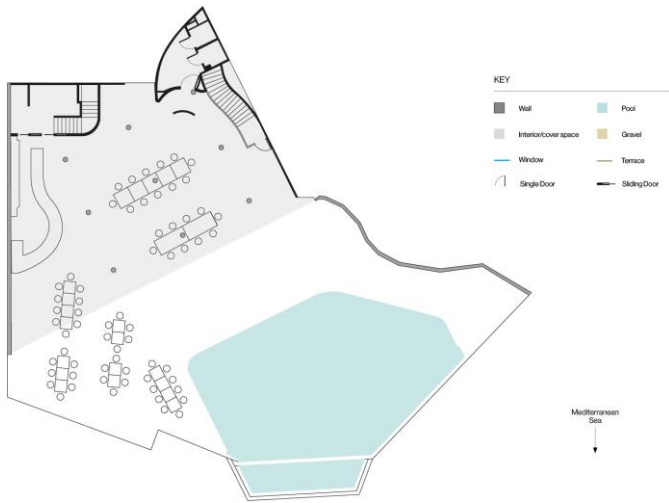 KEY
Wall
Pool
Interior/cover space
Gravel
Window
Terrace
Single Door
Sliding Door
Mediterranean
Sea